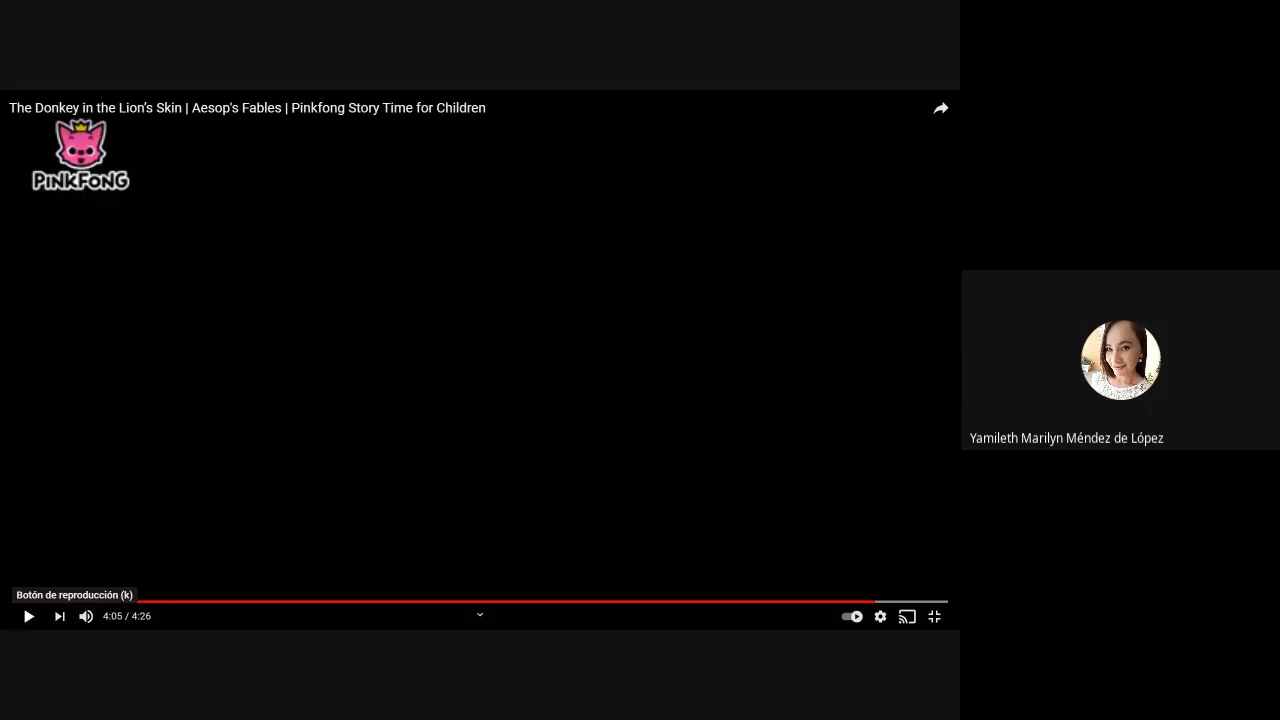 The Donkey in the Lion’s Skin | Aesop's Fables | Pinkfong Story Time for Children
PINKFONG
Yamileth Marilyn Méndez de López
Botón de reproducción (k)
4:05 / 4:26